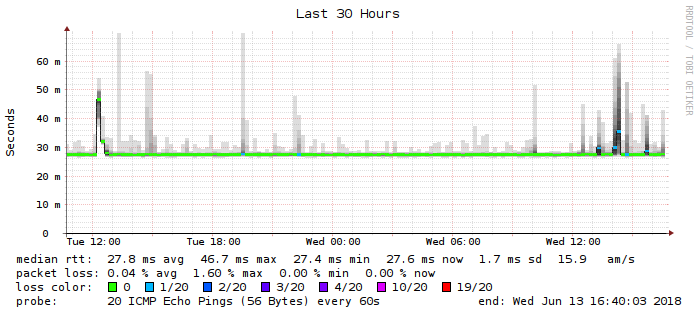 Last 30 Hours
RRDTOOL / TOBI OETIKER
Seconds
60 m
50 m
40 m
30 m
20 m
10 m
0
Tue 12:00 Tue 18:00 Wed 00:00 Wed 06:00 Wed 12:00
median rtt: 27.8 ms avg 46.7 ms max 27.4 ms min 27.6 ms now 1.7 ms sd 15.9 am/s
packet loss: 0.04 % avg 1.60 % max 0.00 % min 0.00 % now
loss color: 0 1/20 2/20 3/20 4/20 10/20 19/20
probe: 20 ICMP Echo Pings (56 Bytes) every 60s end: Wed Jun 13 16:40:03 2018